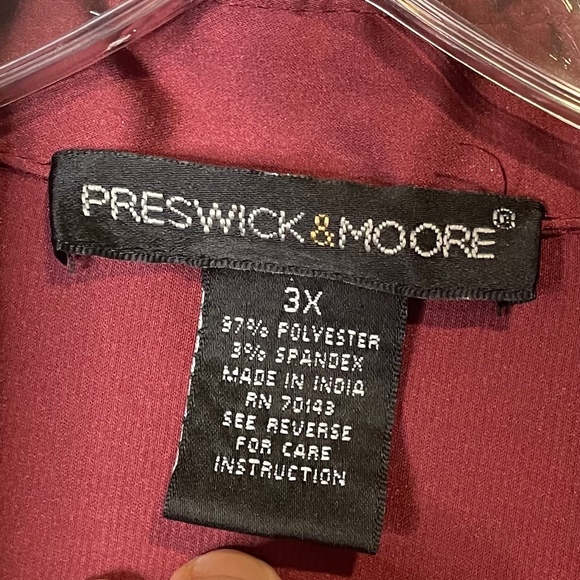 PRESWICK&MOORE®
3X
97% POLYESTER
3% SPANDEX
MADE IN INDIA
RN 70143
SEE REVERSE
FOR CARE
INSTRUCTION